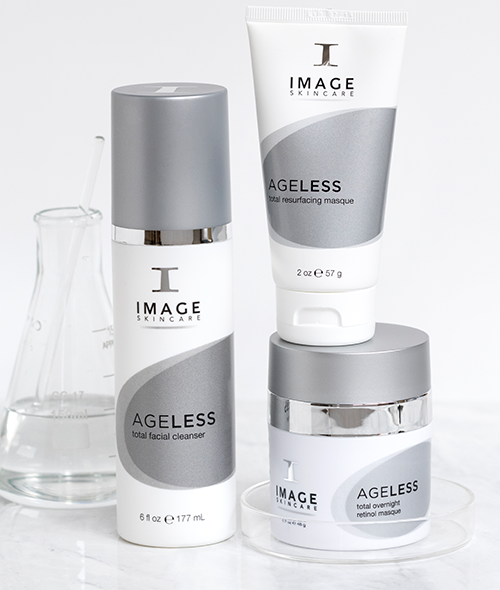 IMAGE
SKINCARE
AGELESS
total resurfacing masque
2 oz ℮ 57 g
IMAGE
SKINCARE
AGELESS
total facial cleanser
6 fl oz ℮ 177 mL
IMAGE
SKINCARE
AGELESS
total overnight
retinol masque